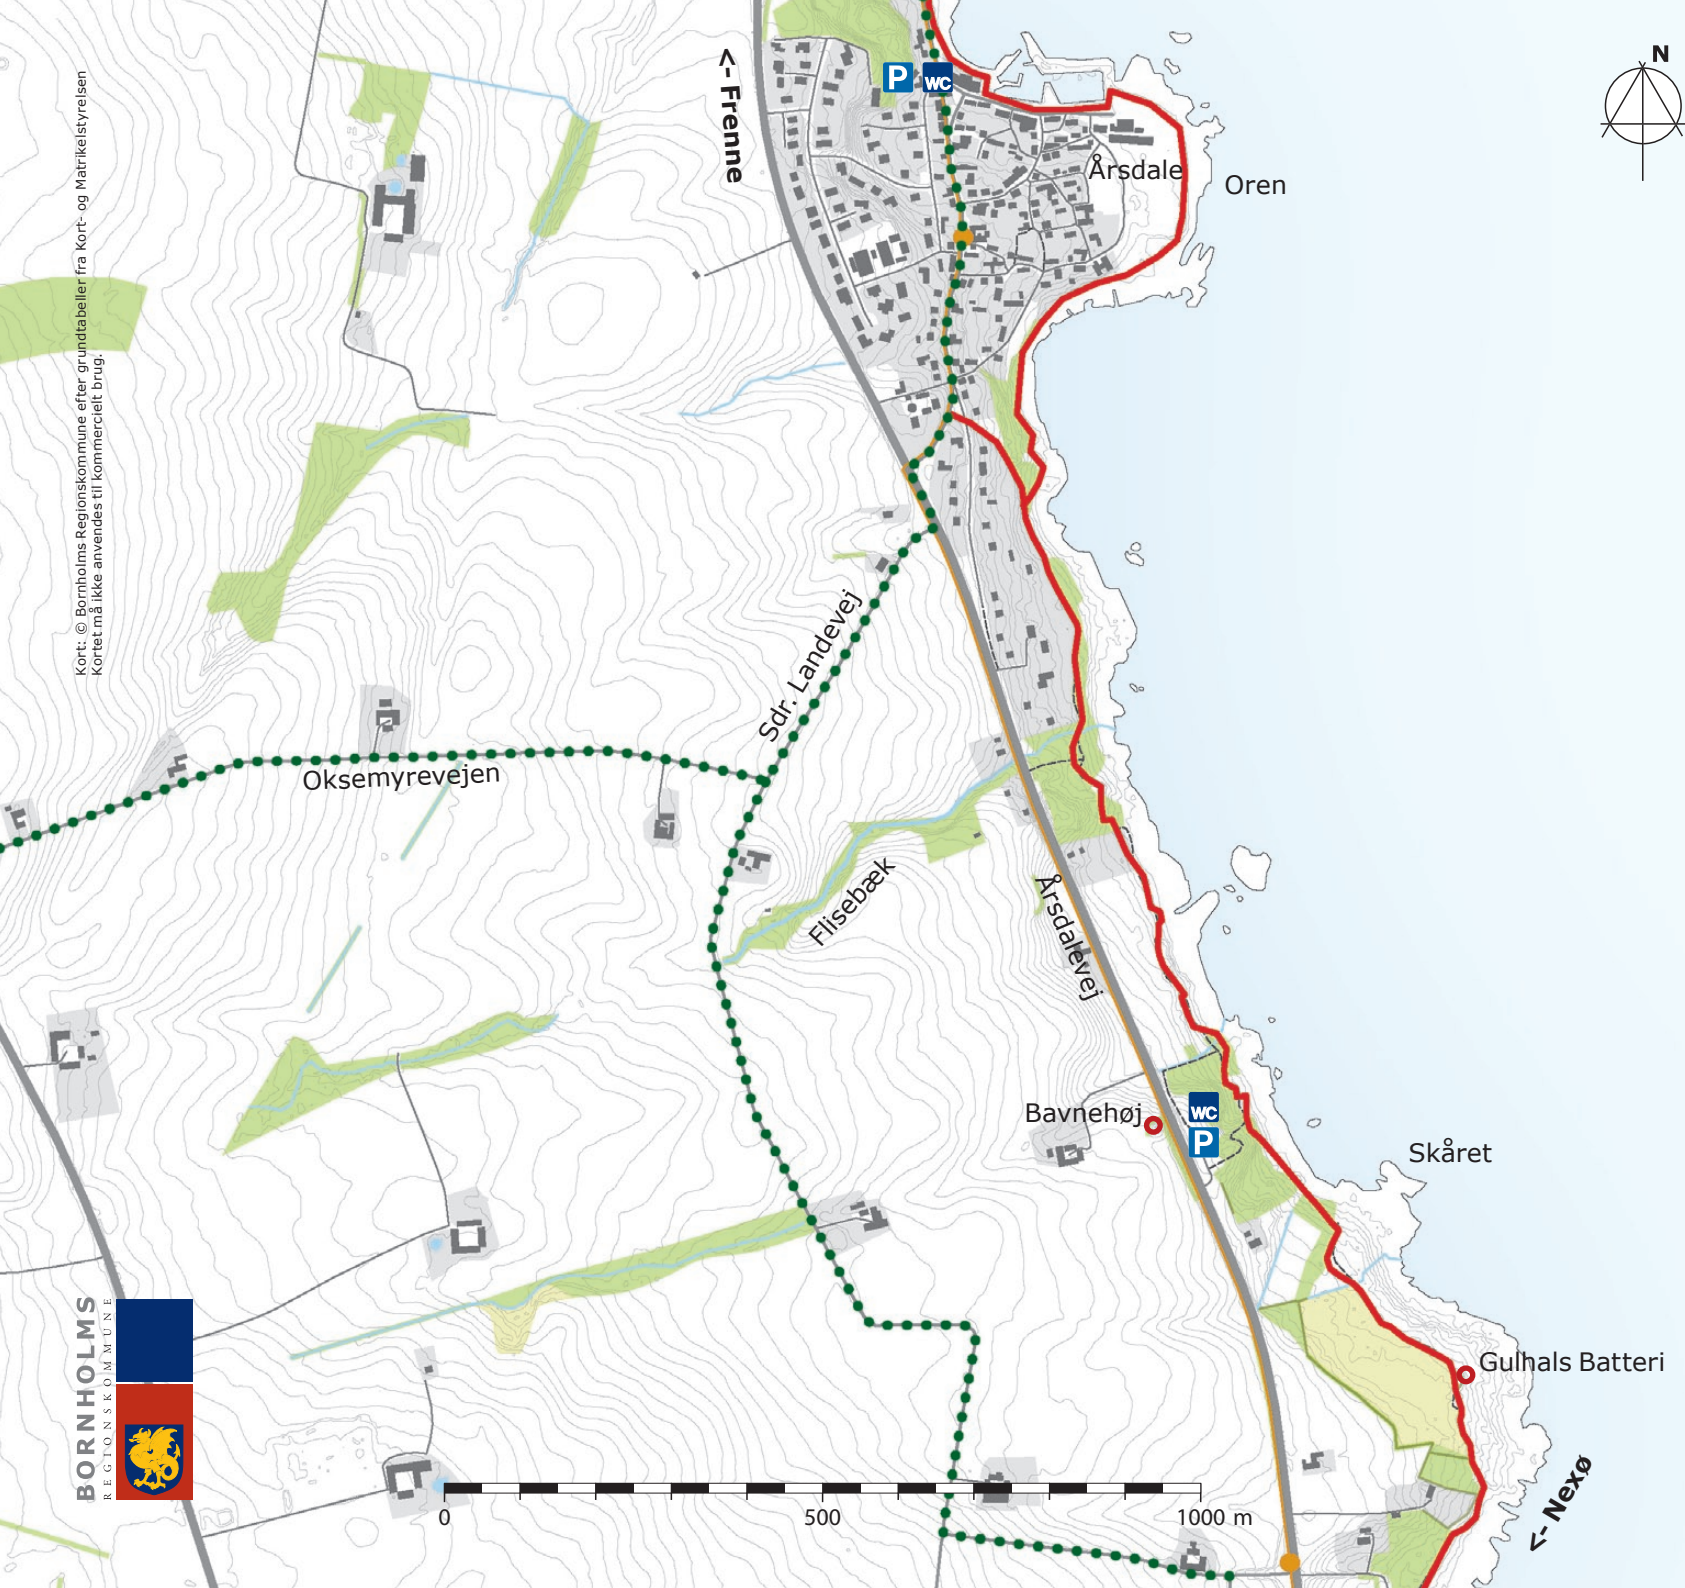 N
<- Frenne
P
WC
Årsdale
Oren
Kort: © Bornholms Regionskommune efter grundtabeller fra Kort- og Matrikelstyrelsen
Kortet må ikke anvendes til kommercielt brug.
Sdr. Landevej
Oksemyrevejen
Flisebæk
Årsdalevej
Bavnehøj
WC
P
Skåret
Gulhals Batteri
<- Nexø
BORNHOLMS
REGIONSKOMMUNE
0
500
1000 m